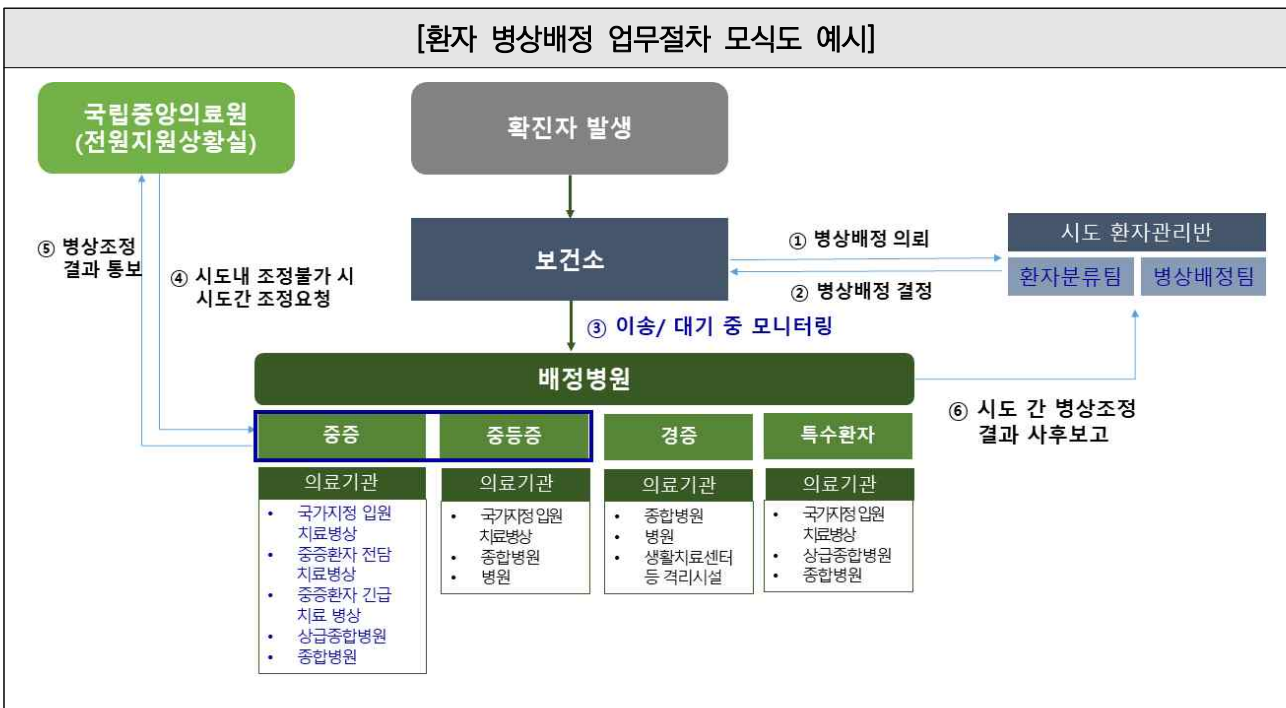 [환자 병상배정 업무절차 모식도 예시]
국립중앙의료원
(전원지원상황실)
확진자 발생
보건소
① 병상배정 의뢰
② 병상배정 결정
시도 환자관리반
환자분류팀
병상배정팀
⑤ 병상조정
결과 통보
④ 시도내 조정불가 시
시도간 조정요청
③ 이송/ 대기 중 모니터링
배정병원
⑥ 시도 간 병상조정
결과 사후보고
중증
의료기관
• 국가지정 입원
치료병상
• 중증환자 전담
치료병상
• 중증환자 긴급
치료 병상
• 상급종합병원
• 종합병원
중등증
의료기관
• 국가지정 입원
치료병상
• 종합병원
• 병원
경증
의료기관
• 종합병원
• 병원
• 생활치료센터
등 격리시설
특수환자
의료기관
• 국가지정 입원
치료병상
• 상급종합병원
• 종합병원